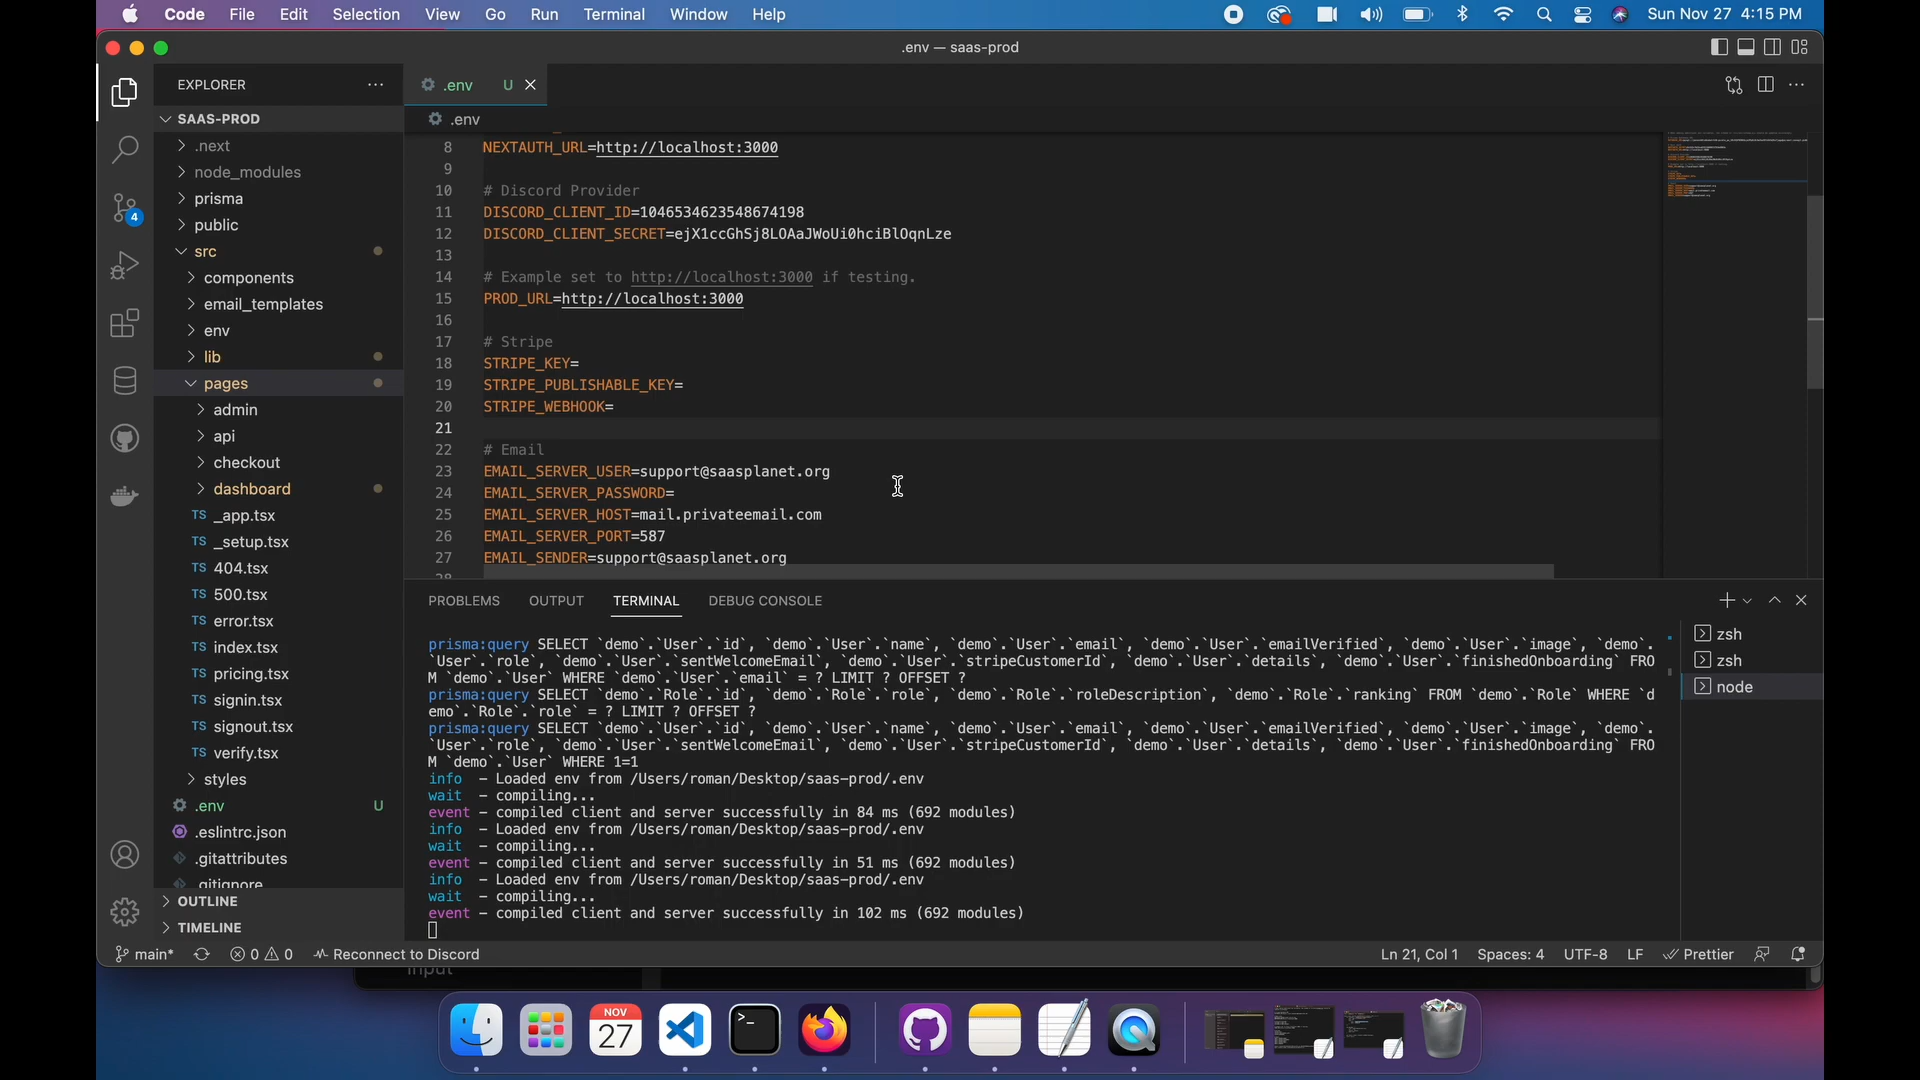 Code File Edit Selection View Go Run Terminal Window Help
Sun Nov 27 4:15 PM
.env — saas-prod
EXPLORER
SAAS-PROD
.next
node_modules
prisma
public
src
components
email_templates
env
lib
pages
admin
api
checkout
dashboard
TS _app.tsx
TS _setup.tsx
TS 404.tsx
TS 500.tsx
TS error.tsx
TS index.tsx
TS pricing.tsx
TS signin.tsx
TS signout.tsx
TS verify.tsx
styles
.env U
.eslintrc.json
.gitattributes
.gitignore
OUTLINE
TIMELINE
4
.env U
.env
8 NEXTAUTH_URL=http://localhost:3000
9
10 # Discord Provider
11 DISCORD_CLIENT_ID=1046534623548674198
12 DISCORD_CLIENT_SECRET=ejX1ccGhSj8LOAaJWoUi0hciBlOqnLze
13
14 # Example set to http://localhost:3000 if testing.
15 PROD_URL=http://localhost:3000
16
17 # Stripe
18 STRIPE_KEY=
19 STRIPE_PUBLISHABLE_KEY=
20 STRIPE_WEBHOOK=
21
22 # Email
23 EMAIL_SERVER_USER=support@saasplanet.org
24 EMAIL_SERVER_PASSWORD=
25 EMAIL_SERVER_HOST=mail.privateemail.com
26 EMAIL_SERVER_PORT=587
27 EMAIL_SENDER=support@saasplanet.org
28
PROBLEMS OUTPUT TERMINAL DEBUG CONSOLE
prisma:query SELECT `demo`.`User`.`id`, `demo`.`User`.`name`, `demo`.`User`.`email`, `demo`.`User`.`emailVerified`, `demo`.`User`.`image`, `demo`.
`User`.`role`, `demo`.`User`.`sentWelcomeEmail`, `demo`.`User`.`stripeCustomerId`, `demo`.`User`.`details`, `demo`.`User`.`finishedOnboarding` FRO
M `demo`.`User` WHERE `demo`.`User`.`email` = ? LIMIT ? OFFSET ?
prisma:query SELECT `demo`.`Role`.`id`, `demo`.`Role`.`role`, `demo`.`Role`.`roleDescription`, `demo`.`Role`.`ranking` FROM `demo`.`Role` WHERE `d
emo`.`Role`.`role` = ? LIMIT ? OFFSET ?
prisma:query SELECT `demo`.`User`.`id`, `demo`.`User`.`name`, `demo`.`User`.`email`, `demo`.`User`.`emailVerified`, `demo`.`User`.`image`, `demo`.
`User`.`role`, `demo`.`User`.`sentWelcomeEmail`, `demo`.`User`.`stripeCustomerId`, `demo`.`User`.`details`, `demo`.`User`.`finishedOnboarding` FRO
M `demo`.`User` WHERE 1=1
info - Loaded env from /Users/roman/Desktop/saas-prod/.env
wait - compiling...
event - compiled client and server successfully in 84 ms (692 modules)
info - Loaded env from /Users/roman/Desktop/saas-prod/.env
wait - compiling...
event - compiled client and server successfully in 51 ms (692 modules)
info - Loaded env from /Users/roman/Desktop/saas-prod/.env
wait - compiling...
event - compiled client and server successfully in 102 ms (692 modules)
zsh
zsh
node
main* 0 0 Reconnect to Discord
Ln 21, Col 1 Spaces: 4 UTF-8 LF Prettier
Input
NOV
27